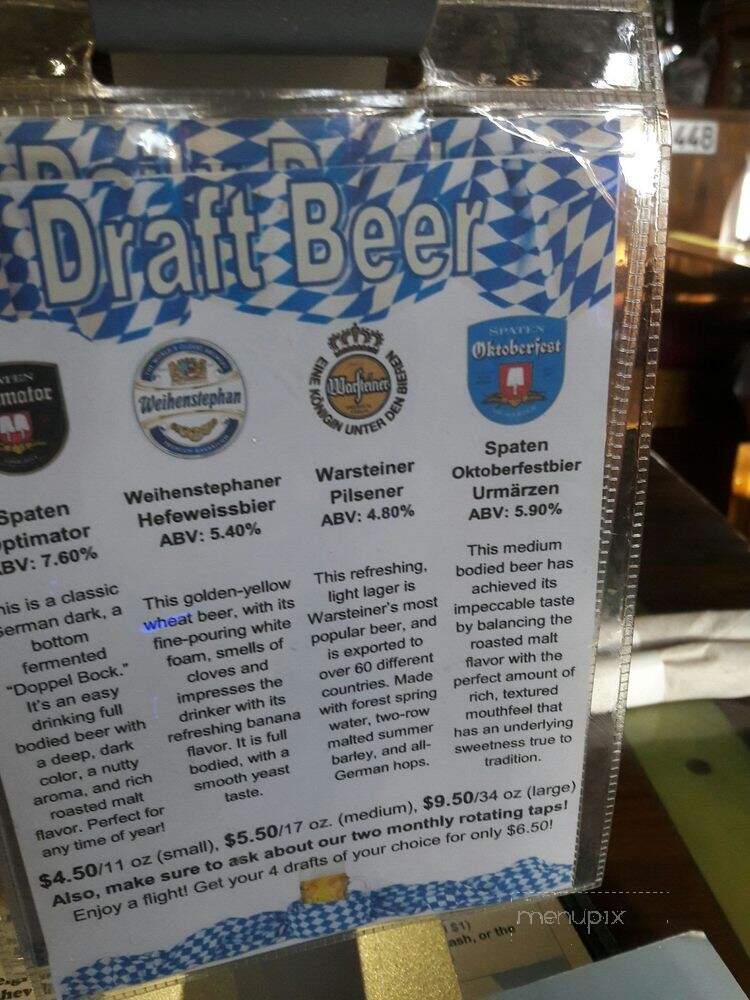 Draft Beer
448
SPATEN
Oktoberfest
Weihenstephan
Warsteiner
EINE KÖNIGIN UNTER DEN BIEREN
Spaten
ptimator
BV: 7.60%
his is a classic
erman dark, a
bottom
fermented
"Doppel Bock."
It's an easy
drinking full
bodied beer with
a deep, dark
color, a nutty
aroma, and rich
roasted malt
flavor. Perfect for
any time of year!
Weihenstephaner
Hefeweissbier
ABV: 5.40%
This golden-yellow
wheat beer, with its
fine-pouring white
foam, smells of
cloves and
impresses the
drinker with its
refreshing banana
flavor. It is full
bodied, with a
smooth yeast
taste.
Warsteiner
Pilsener
ABV: 4.80%
This refreshing,
light lager is
Warsteiner's most
popular beer, and
is exported to
over 60 different
countries. Made
with forest spring
water, two-row
malted summer
barley, and all-
German hops.
Spaten
Oktoberfestbier
Urmärzen
ABV: 5.90%
This medium
bodied beer has
achieved its
impeccable taste
by balancing the
roasted malt
flavor with the
perfect amount of
rich, textured
mouthfeel that
has an underlying
sweetness true to
tradition.
$4.50/11 oz (small), $5.50/17 oz. (medium), $9.50/34 oz (large)
Also, make sure to ask about our two monthly rotating taps!
Enjoy a flight! Get your 4 drafts of your choice for only $6.50!
menupix
$1)
ash, or the